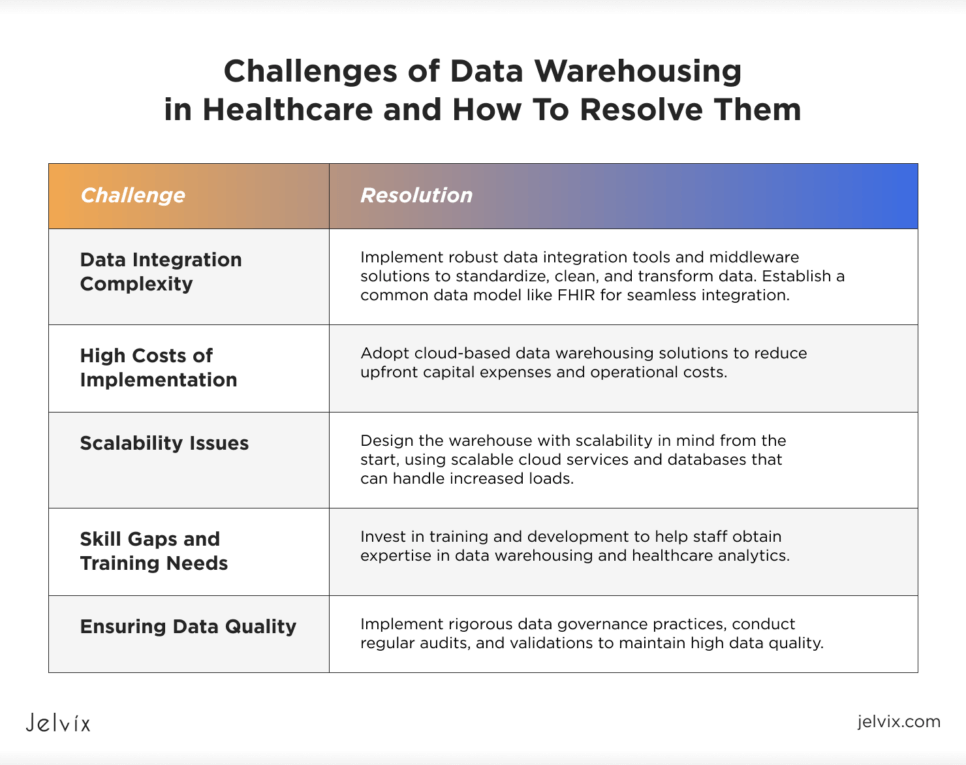 Challenges of Data Warehousing
in Healthcare and How To Resolve Them
Challenge
Resolution
Data Integration
Complexity
Implement robust data integration tools and middleware
solutions to standardize, clean, and transform data. Establish a
common data model like FHIR for seamless integration.
High Costs of
Implementation
Adopt cloud-based data warehousing solutions to reduce
upfront capital expenses and operational costs.
Scalability Issues
Design the warehouse with scalability in mind from the
start, using scalable cloud services and databases that
can handle increased loads.
Skill Gaps and
Training Needs
Invest in training and development to help staff obtain
expertise in data warehousing and healthcare analytics.
Ensuring Data Quality
Implement rigorous data governance practices, conduct
regular audits, and validations to maintain high data quality.
Jelvix
jelvix.com